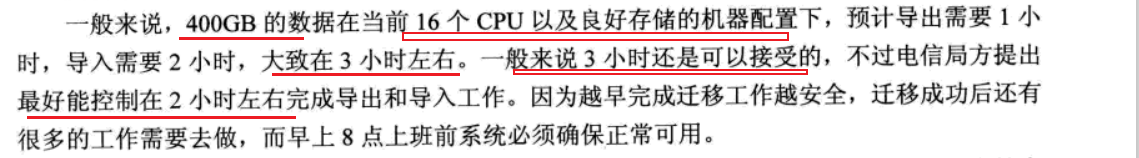 一般来说，400GB 的数据在当前 16 个 CPU 以及良好存储的机器配置下，预计导出需要 1 小
时，导入需要 2 小时，大致在 3 小时左右。一般来说 3 小时还是可以接受的，不过电信局方提出
最好能控制在 2 小时左右完成导出和导入工作。因为越早完成迁移工作越安全，迁移成功后还有
很多的工作需要去做，而早上 8 点上班前系统必须确保正常可用。